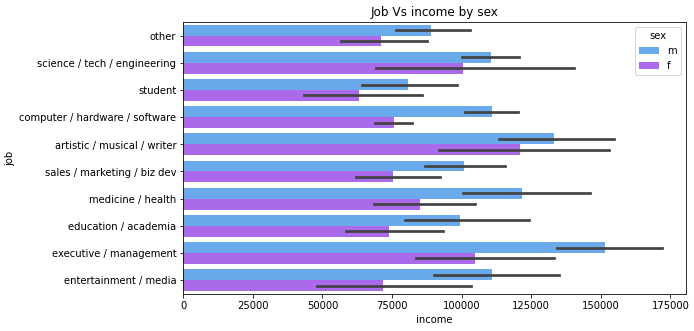 Job Vs income by sex
other
science / tech / engineering
student
computer / hardware / software
artistic / musical / writer
sales / marketing / biz dev
medicine / health
education / academia
executive / management
entertainment / media
job
sex
m
f
0 25000 50000 75000 100000 125000 150000 175000
income